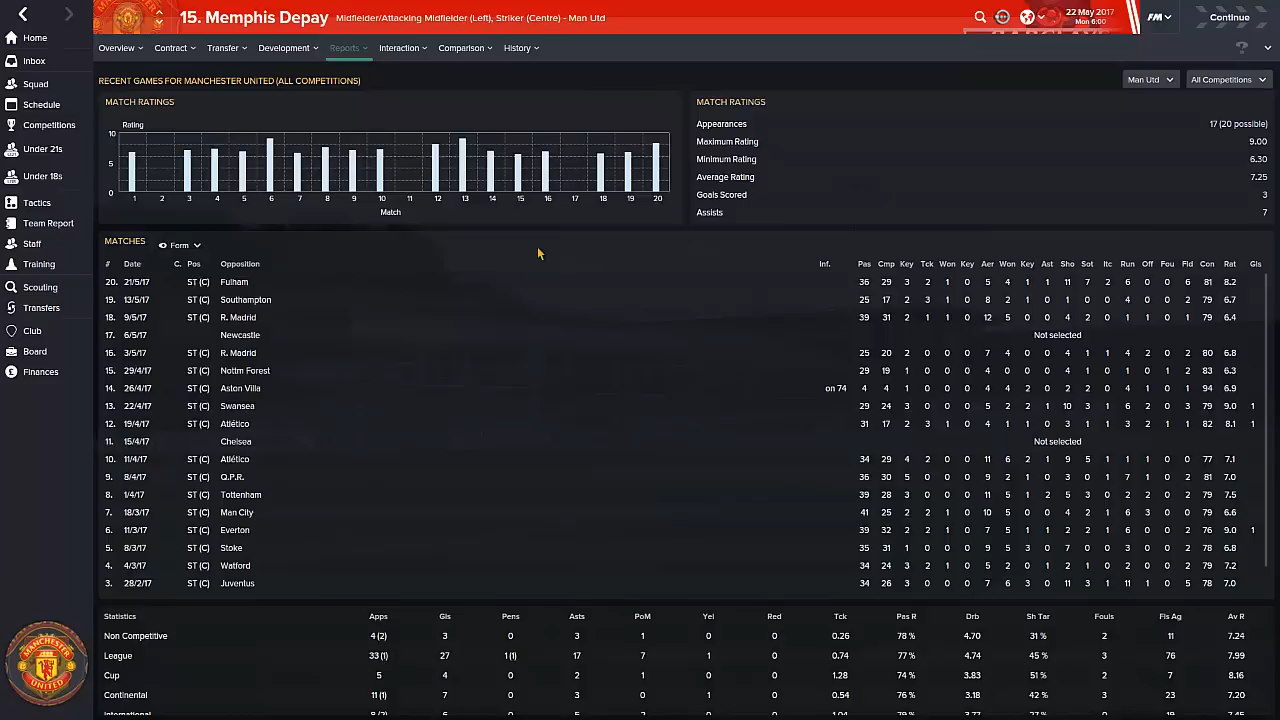 15. Memphis Depay Midfielder/Attacking Midfielder (Left), Striker (Centre) - Man Utd
22 May 2017
Mon 6:00
FM
Continue
Home
Inbox
Squad
Schedule
Competitions
Under 21s
Under 18s
Tactics
Team Report
Staff
Training
Scouting
Transfers
Club
Board
Finances
MANCHESTER
UNITED
Overview Contract Transfer Development Reports Interaction Comparison History
RECENT GAMES FOR MANCHESTER UNITED (ALL COMPETITIONS)
Man Utd All Competitions
MATCH RATINGS
Rating
10
5
0
1 2 3 4 5 6 7 8 9 10 11 12 13 14 15 16 17 18 19 20
Match
MATCH RATINGS
Appearances 17 (20 possible)
Maximum Rating 9.00
Minimum Rating 6.30
Average Rating 7.25
Goals Scored 3
Assists 7
MATCHES Form
# Date C. Pos Opposition Inf. Pas Cmp Key Tck Won Key Aer Won Key Ast Sho Sot Itc Run Off Fou Fld Con Rat Gls
20. 21/5/17 ST (C) Fulham 36 29 3 2 1 0 5 4 1 1 11 7 2 6 0 0 6 81 8.2
19. 13/5/17 ST (C) Southampton 25 17 2 3 1 0 8 2 1 0 1 0 0 4 0 0 2 79 6.7
18. 9/5/17 ST (C) R. Madrid 39 31 2 1 1 0 12 5 0 0 4 2 0 1 1 0 1 79 6.4
17. 6/5/17 Newcastle Not selected
16. 3/5/17 ST (C) R. Madrid 25 20 2 0 0 0 7 4 0 0 4 1 1 4 2 0 2 80 6.8
15. 29/4/17 ST (C) Nottm Forest 29 19 1 0 0 0 4 0 0 0 4 1 0 1 0 1 2 83 6.3
14. 26/4/17 ST (C) Aston Villa on 74 4 4 1 0 0 0 4 4 2 0 2 2 0 4 0 0 1 94 6.9
13. 22/4/17 ST (C) Swansea 29 24 3 0 0 0 5 2 2 1 10 3 1 6 2 0 3 79 9.0 1
12. 19/4/17 ST (C) Atlético 31 17 2 3 1 0 4 1 1 0 3 1 1 3 2 1 2 82 8.1 1
11. 15/4/17 Chelsea Not selected
10. 11/4/17 ST (C) Atlético 34 29 4 2 0 0 11 6 2 1 9 5 1 0 0 0 1 77 7.1
9. 8/4/17 ST (C) Q.P.R. 36 30 5 0 0 0 9 2 1 0 3 0 1 7 1 0 2 81 7.0
8. 1/4/17 ST (C) Tottenham 39 28 3 0 0 0 11 5 1 2 5 3 0 2 2 0 2 79 7.5
7. 18/3/17 ST (C) Man City 41 25 2 2 1 0 10 5 0 0 4 2 1 6 3 0 0 79 6.6
6. 11/3/17 ST (C) Everton 39 32 2 2 1 0 7 5 1 1 2 2 1 6 0 0 2 76 9.0 1
5. 8/3/17 ST (C) Stoke 35 31 1 0 0 0 9 5 3 0 7 0 0 3 0 0 2 78 6.8
4. 4/3/17 ST (C) Watford 34 24 3 2 1 0 5 2 0 1 2 1 0 2 0 0 1 79 7.2
3. 28/2/17 ST (C) Juventus 34 26 3 0 0 0 7 6 3 0 11 3 1 11 1 0 5 78 7.0
Statistics Apps Gls Pens Asts PoM Yel Red Tck Pas R Drb Sh Tar Fouls Fls Ag Av R
Non Competitive 4 (2) 3 0 3 1 0 0 0.26 78 % 4.70 31 % 2 11 7.24
League 33 (1) 27 1 (1) 17 7 1 0 0.74 77 % 4.74 45 % 3 76 7.99
Cup 5 4 0 2 1 0 0 1.28 74 % 3.83 51 % 2 7 8.16
Continental 11 (1) 7 0 3 0 1 0 0.54 76 % 3.18 42 % 3 23 7.20